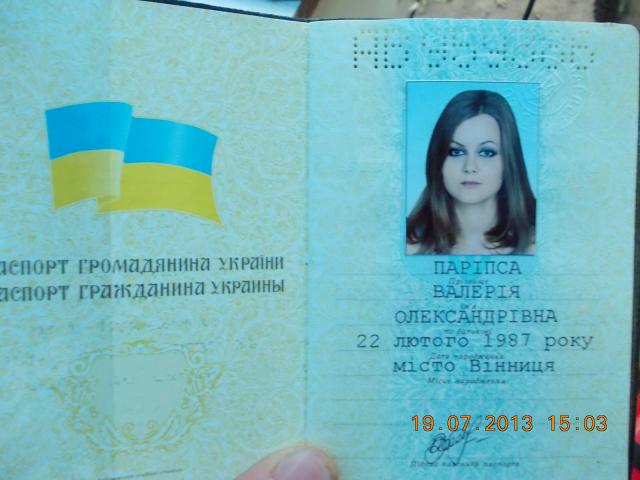 АСПОРТ ГРОМАДЯНИНА УКРАЇНИ
АСПОРТ ГРАЖДАНИНА УКРАИНЫ
ПАРІПСА
Прізвище
ВАЛЕРІЯ
Ім'я
ОЛЕКСАНДРІВНА
по батькові
22 лютого 1987 року
Дата народження
місто Вінниця
Місце народження
19.07.2013 15:03
Підпис власника паспорта